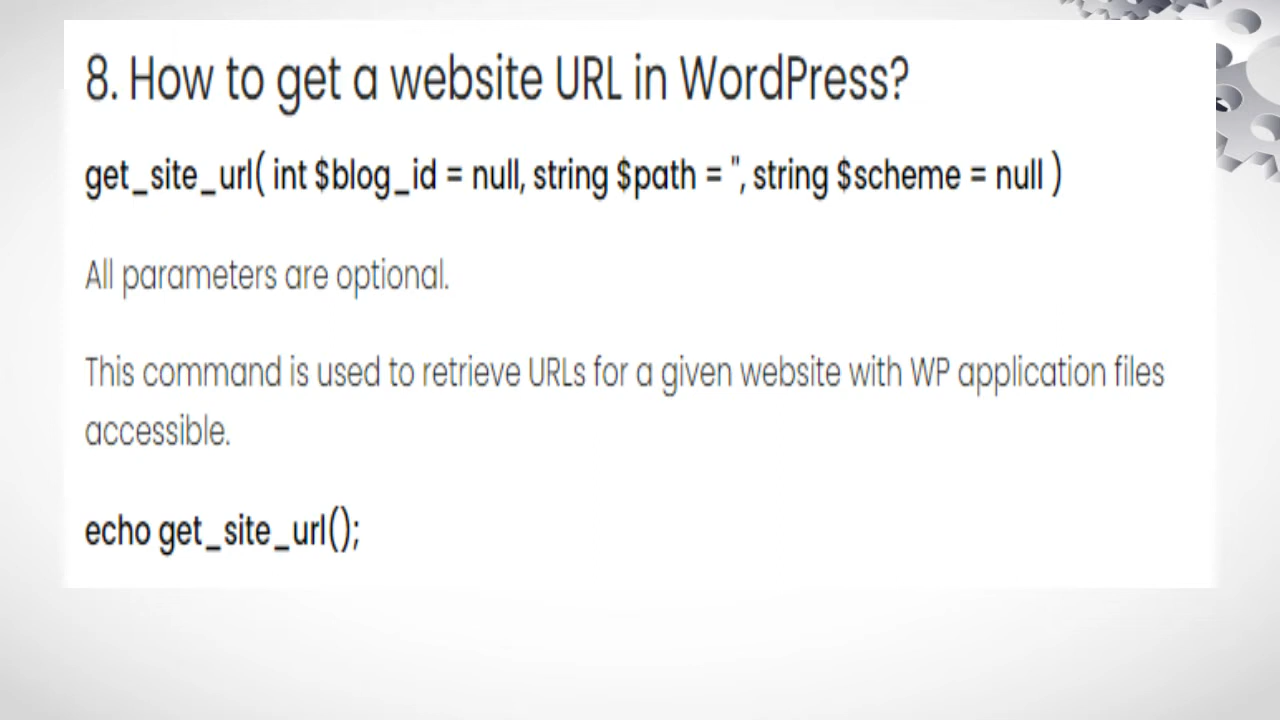 8. How to get a website URL in WordPress?
get_site_url( int $blog_id = null, string $path = '', string $scheme = null )
All parameters are optional.
This command is used to retrieve URLs for a given website with WP application files
accessible.
echo get_site_url();